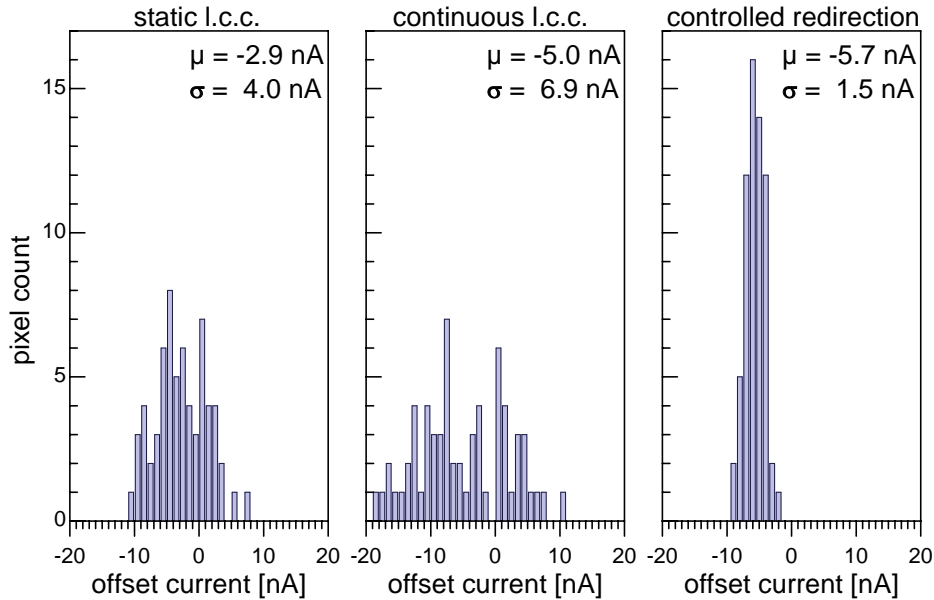 static l.c.c.
μ = -2.9 nA
σ = 4.0 nA
continuous l.c.c.
μ = -5.0 nA
σ = 6.9 nA
controlled redirection
μ = -5.7 nA
σ = 1.5 nA
pixel count
15
10
5
0
-20 -10 0 10 20
-20 -10 0 10 20
-20 -10 0 10 20
offset current [nA]
offset current [nA]
offset current [nA]